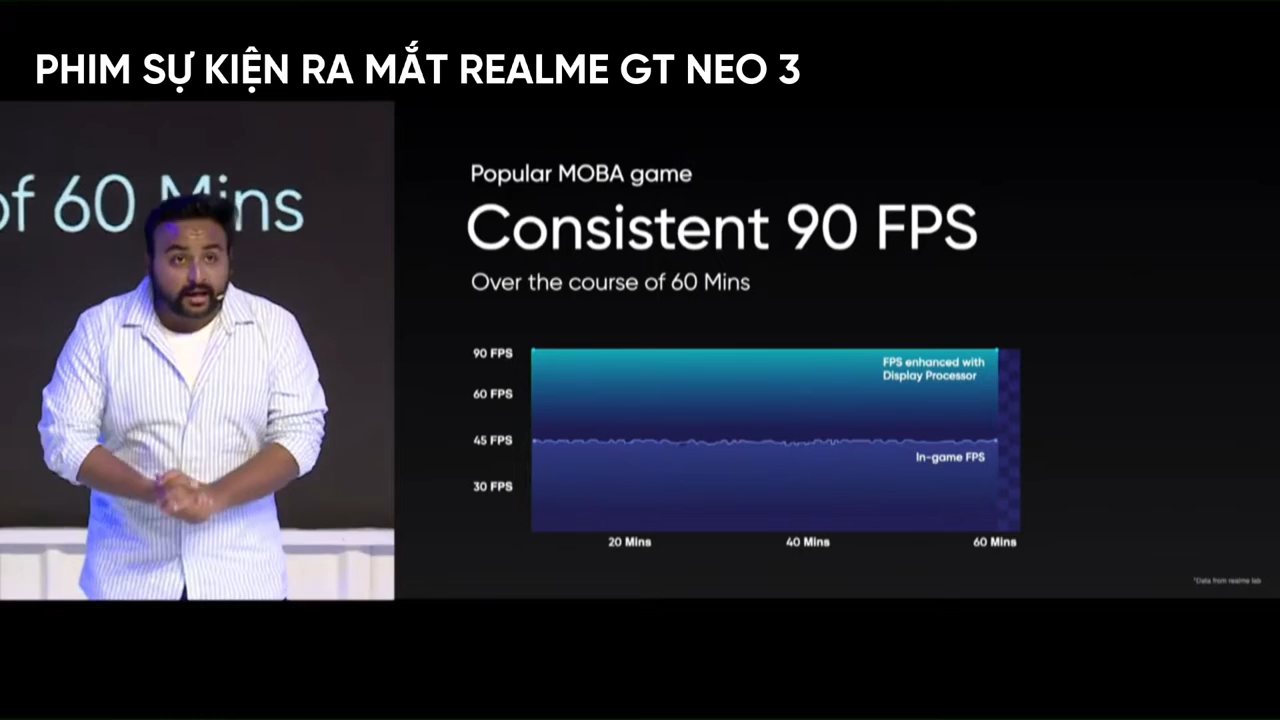 PHIM SỰ KIỆN RA MẮT REALME GT NEO 3
of 60 Mins
Popular MOBA game
Consistent 90 FPS
Over the course of 60 Mins
90 FPS
FPS enhanced with
Display Processor
60 FPS
45 FPS
In-game FPS
30 FPS
20 Mins
40 Mins
60 Mins
*Data from realme lab